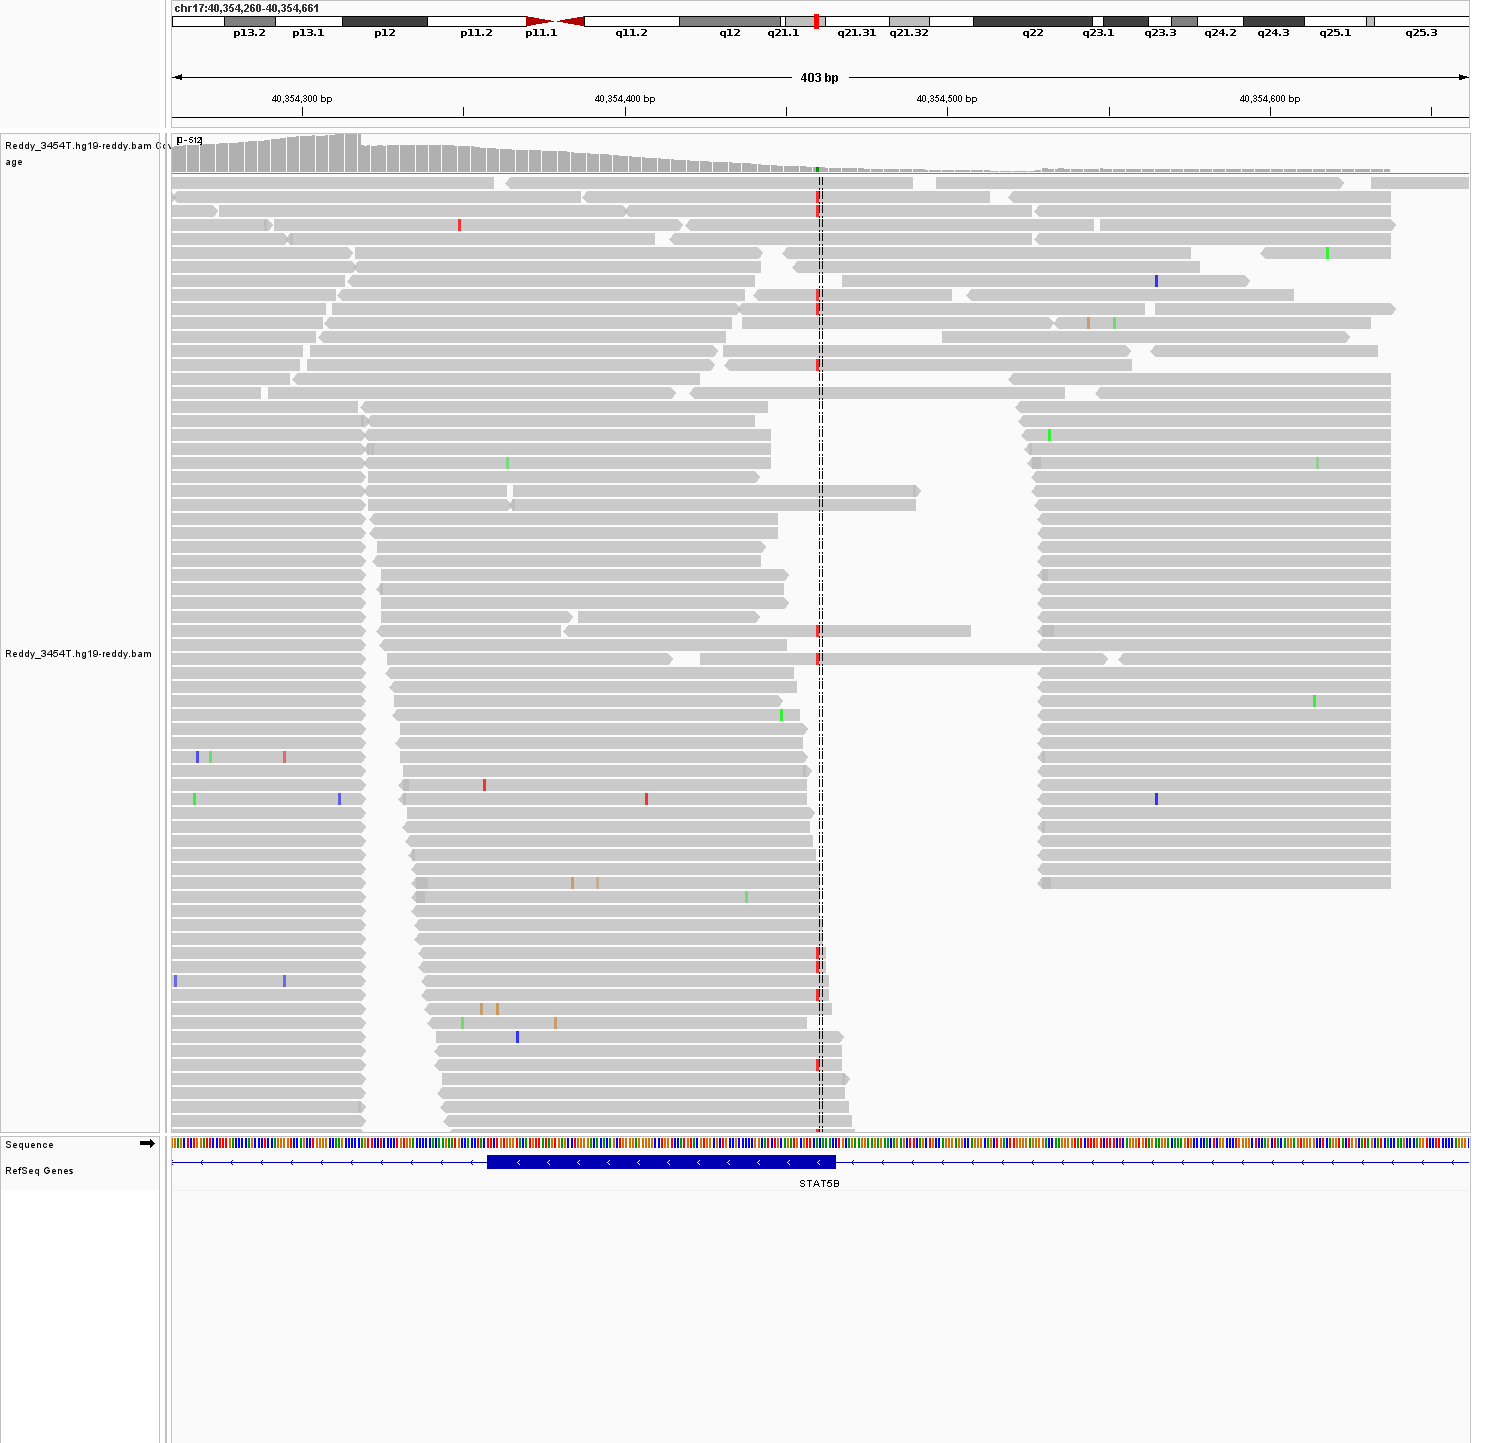 chr17:40,354,260-40,354,661
p13.2 p13.1 p12 p11.2 p11.1 q11.2 q12 q21.1 q21.31 q21.32 q22 q23.1 q23.3 q24.2 q24.3 q25.1 q25.3
403 bp
40,354,300 bp 40,354,400 bp 40,354,500 bp 40,354,600 bp
[0-512]
Reddy_3454T.hg19-reddy.bam Cov
age
Reddy_3454T.hg19-reddy.bam
Sequence
RefSeq Genes
STAT5B